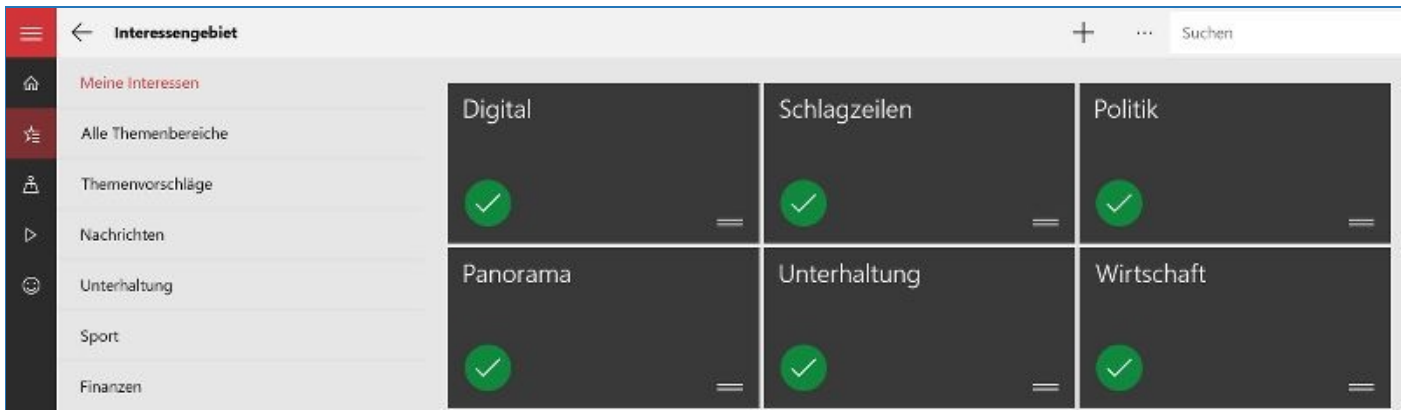 Interessengebiet
Suchen
Meine Interessen
Alle Themenbereiche
Themenvorschläge
Nachrichten
Unterhaltung
Sport
Finanzen
Digital
Schlagzeilen
Politik
Panorama
Unterhaltung
Wirtschaft